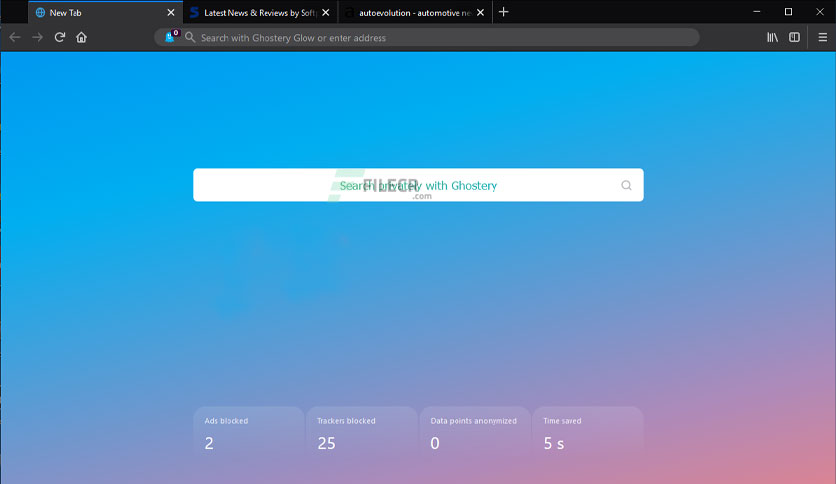 New Tab
Latest News & Reviews by Soft
autoevolution - automotive ne
0
Search with Ghostery Glow or enter address
Search privately with Ghostery
FILECR
.com
Ads blocked
2
Trackers blocked
25
Data points anonymized
0
Time saved
5 s